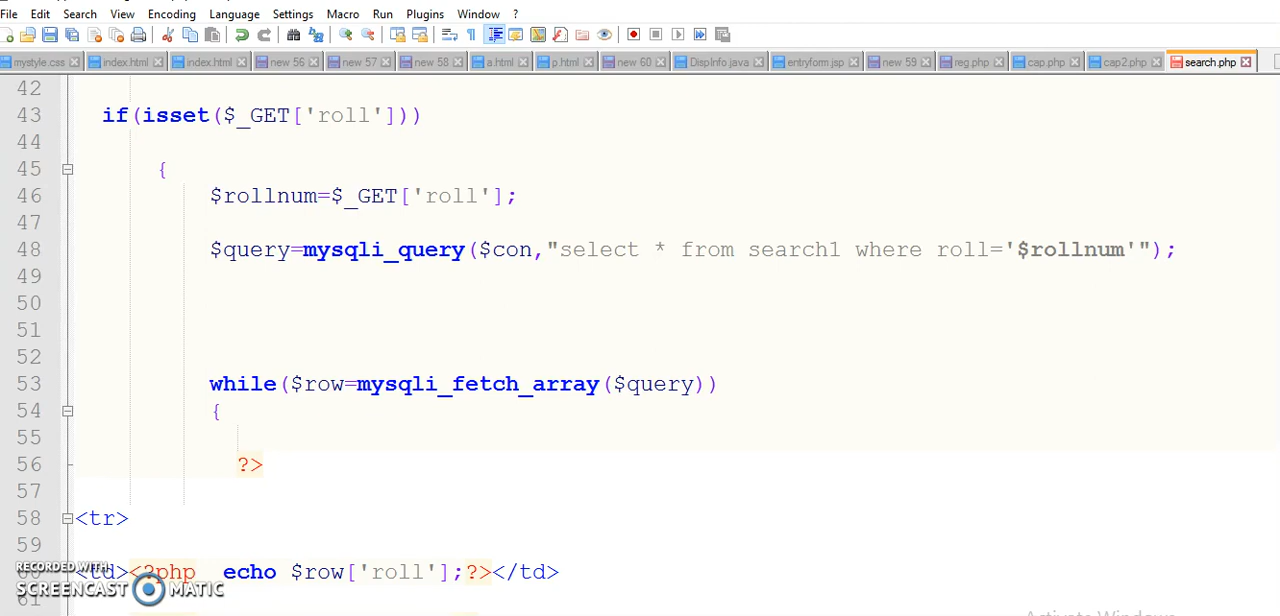 File Edit Search View Encoding Language Settings Macro Run Plugins Window ?
mystyle.css index.html index.html new 56 new 57 new 58 a.html p.html new 60 DispInfo.java entryform.jsp new 59 reg.php cap.php cap2.php search.php
42
43 if(isset($_GET['roll']))
44
45 {
46 $rollnum=$_GET['roll'];
47
48 $query=mysqli_query($con,"select * from search1 where roll='$rollnum'");
49
50
51
52
53 while($row=mysqli_fetch_array($query))
54 {
55
56 ?>
57
58 <tr>
59
60 <td><?php echo $row['roll'];?></td>
61
RECORDED WITH
SCREENCAST MATIC
Activate Windows